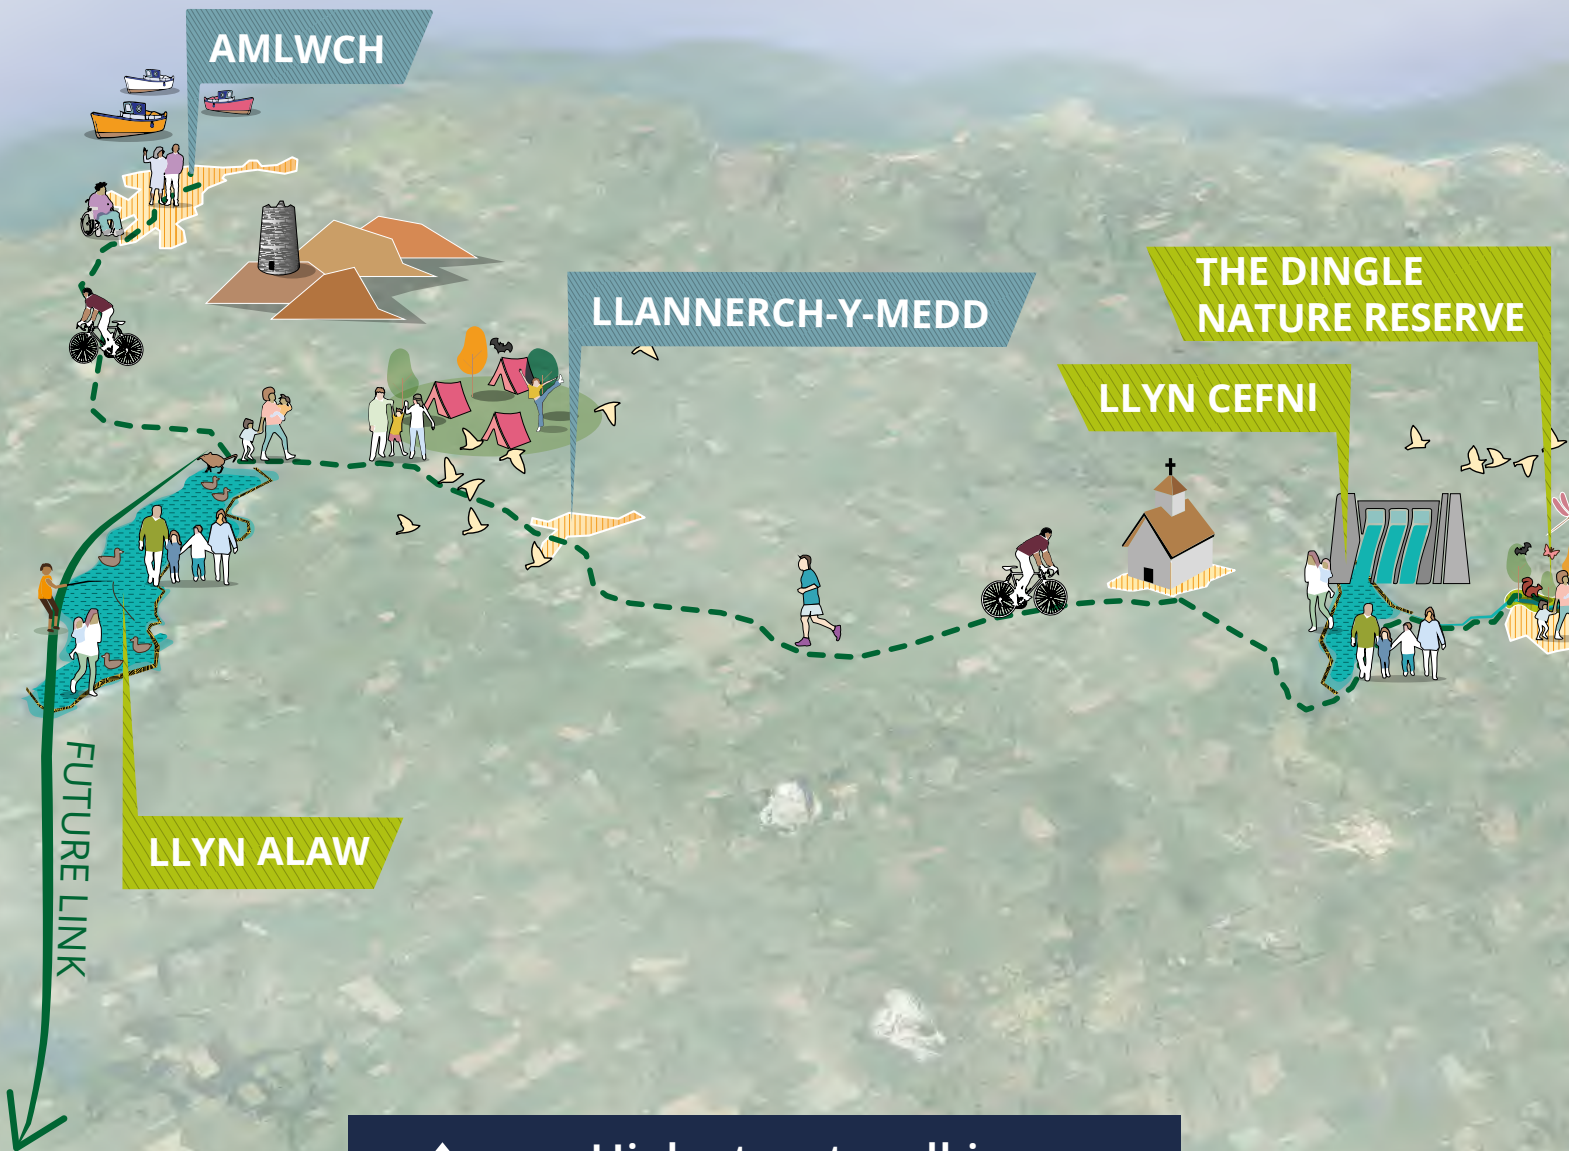 AMLWCH
LLANNERCH-Y-MEDD
THE DINGLE
NATURE RESERVE
LLYN CEFNI
LLYN ALAW
FUTURE LINK